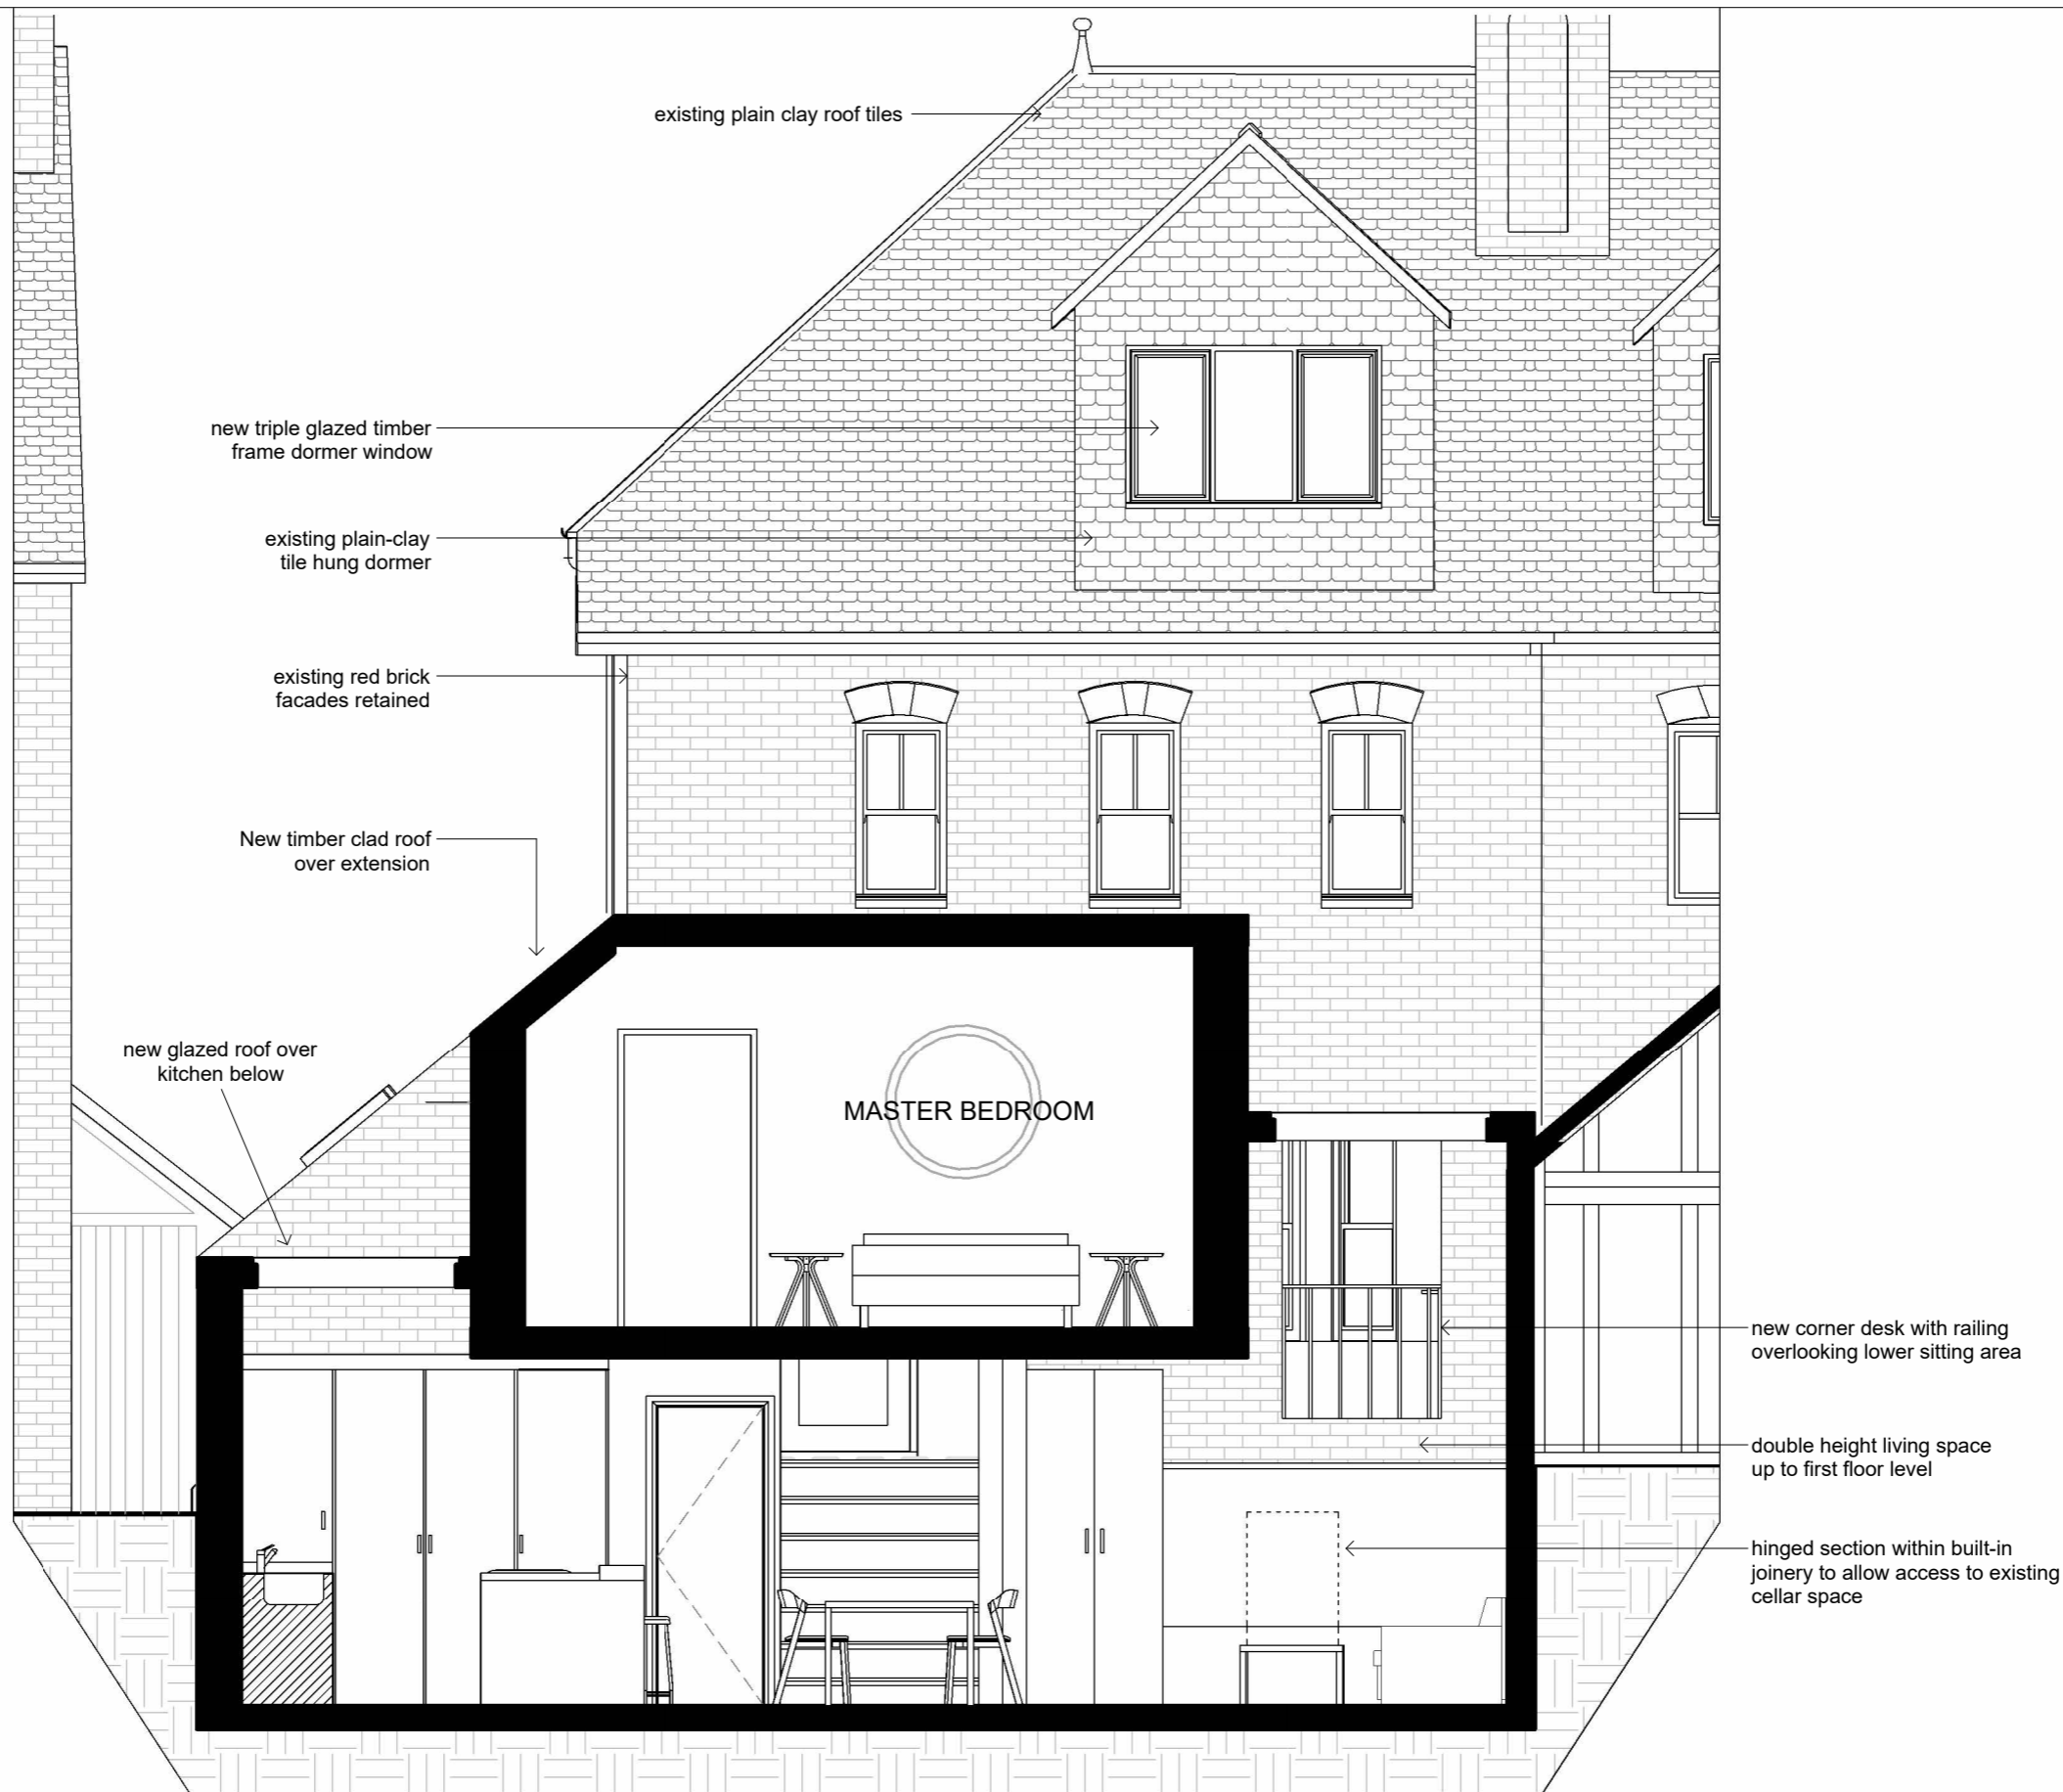 existing plain clay roof tiles
new triple glazed timber
frame dormer window
existing plain-clay
tile hung dormer
existing red brick
facades retained
New timber clad roof
over extension
new glazed roof over
kitchen below
MASTER BEDROOM
new corner desk with railing
overlooking lower sitting area
double height living space
up to first floor level
hinged section within built-in
joinery to allow access to existing
cellar space